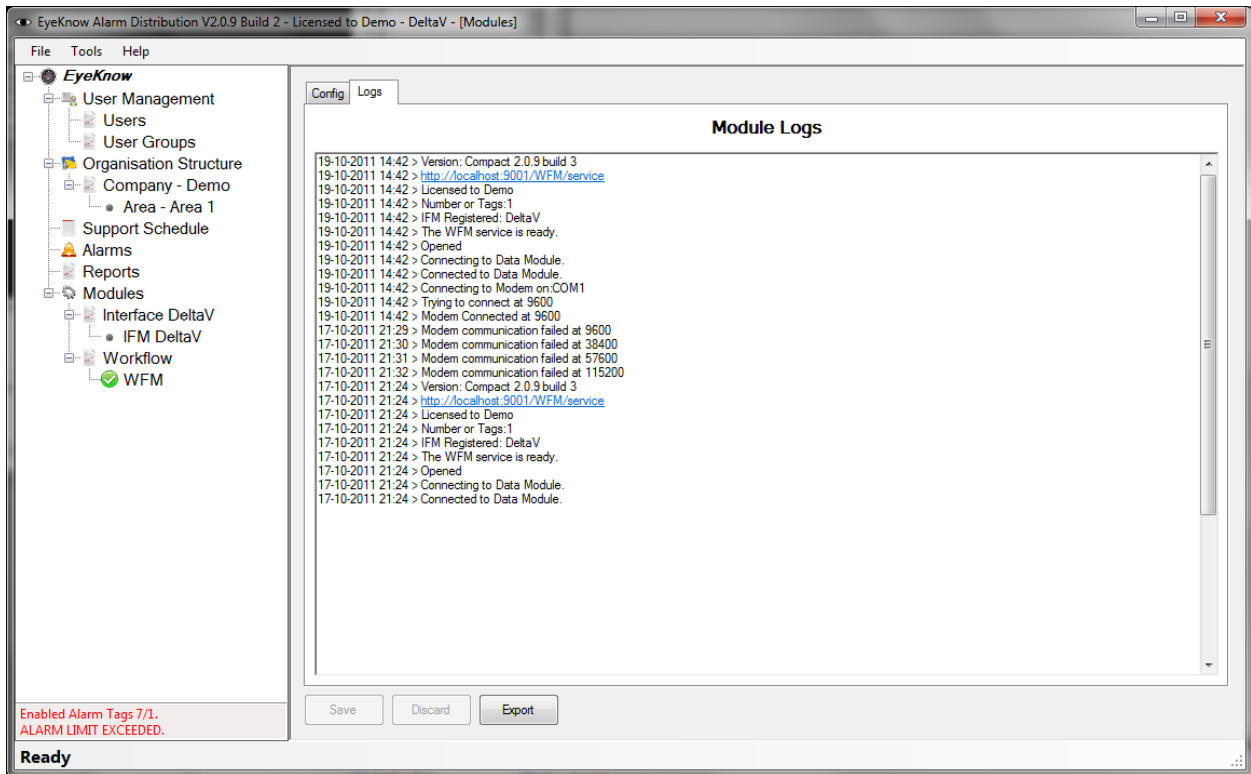 EyeKnow Alarm Distribution V2.0.9 Build 2 - Licensed to Demo - DeltaV - [Modules]
File Tools Help
EyeKnow
User Management
Users
User Groups
Organisation Structure
Company - Demo
Area - Area 1
Support Schedule
Alarms
Reports
Modules
Interface DeltaV
IFM DeltaV
Workflow
WFM
Enabled Alarm Tags 7/1.
ALARM LIMIT EXCEEDED.
Config Logs
Module Logs
19-10-2011 14:42 > Version: Compact 2.0.9 build 3
19-10-2011 14:42 > http://localhost:9001/WFM/service
19-10-2011 14:42 > Licensed to Demo
19-10-2011 14:42 > Number or Tags:1
19-10-2011 14:42 > IFM Registered: DeltaV
19-10-2011 14:42 > The WFM service is ready.
19-10-2011 14:42 > Opened
19-10-2011 14:42 > Connecting to Data Module.
19-10-2011 14:42 > Connected to Data Module.
19-10-2011 14:42 > Connecting to Modem on:COM1
19-10-2011 14:42 > Trying to connect at 9600
19-10-2011 14:42 > Modem Connected at 9600
17-10-2011 21:29 > Modem communication failed at 9600
17-10-2011 21:30 > Modem communication failed at 38400
17-10-2011 21:31 > Modem communication failed at 57600
17-10-2011 21:32 > Modem communication failed at 115200
17-10-2011 21:24 > Version: Compact 2.0.9 build 3
17-10-2011 21:24 > http://localhost:9001/WFM/service
17-10-2011 21:24 > Licensed to Demo
17-10-2011 21:24 > Number or Tags:1
17-10-2011 21:24 > IFM Registered: DeltaV
17-10-2011 21:24 > The WFM service is ready.
17-10-2011 21:24 > Opened
17-10-2011 21:24 > Connecting to Data Module.
17-10-2011 21:24 > Connected to Data Module.
Save Discard Export
Ready